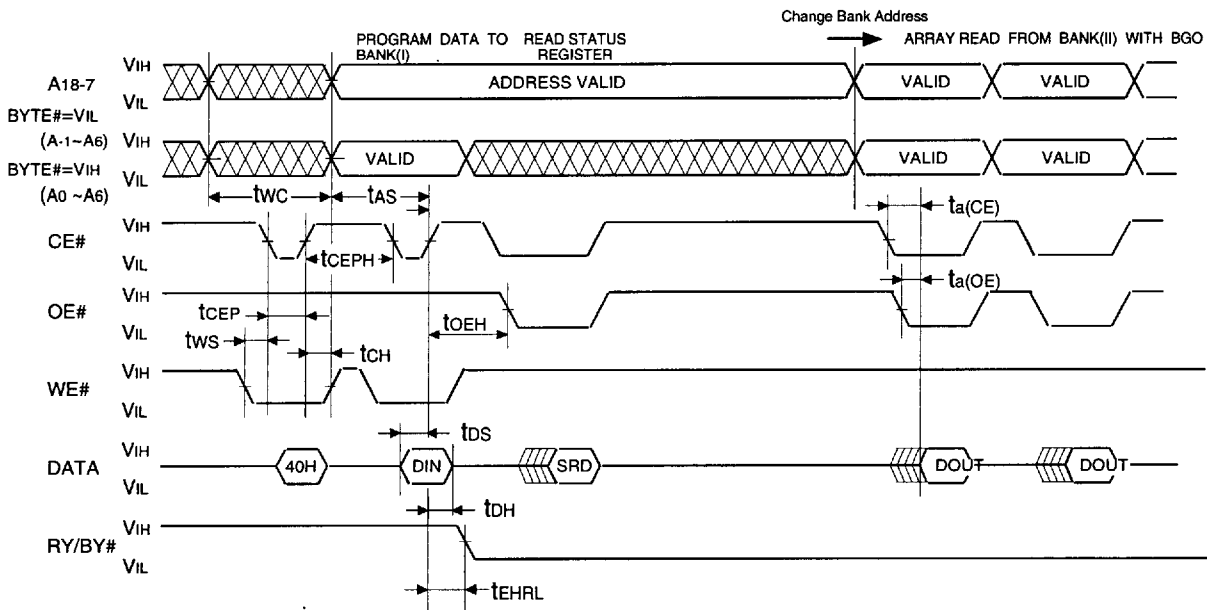 Change Bank Address
PROGRAM DATA TO READ STATUS
BANK(I) REGISTER
ARRAY READ FROM BANK(II) WITH BGO
A18-7
VIH
VIL
ADDRESS VALID
VALID
VALID
BYTE#=VIL
(A-1~A6)
BYTE#=VIH
(A0 ~A6)
VIH
VIL
VALID
VALID
VALID
tWC
tAS
ta(CE)
CE#
VIH
VIL
tCEPH
ta(OE)
OE#
VIH
VIL
tCEP
tOEH
tWS
tCH
WE#
VIH
VIL
tDS
DATA
VIH
VIL
40H
DIN
SRD
DOUT
DOUT
tDH
RY/BY#
VIH
VIL
tEHRL